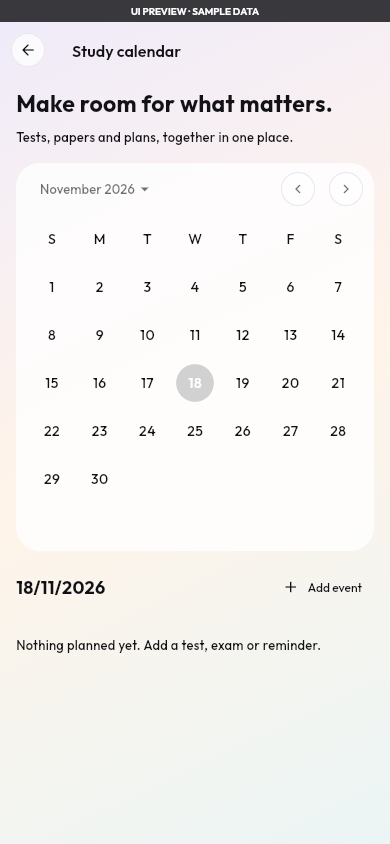 UI PREVIEW · SAMPLE DATA
Study calendar
Make room for what matters.
Tests, papers and plans, together in one place.
November 2026
S M T W T F S
1 2 3 4 5 6 7
8 9 10 11 12 13 14
15 16 17 18 19 20 21
22 23 24 25 26 27 28
29 30
18/11/2026
Add event
Nothing planned yet. Add a test, exam or reminder.